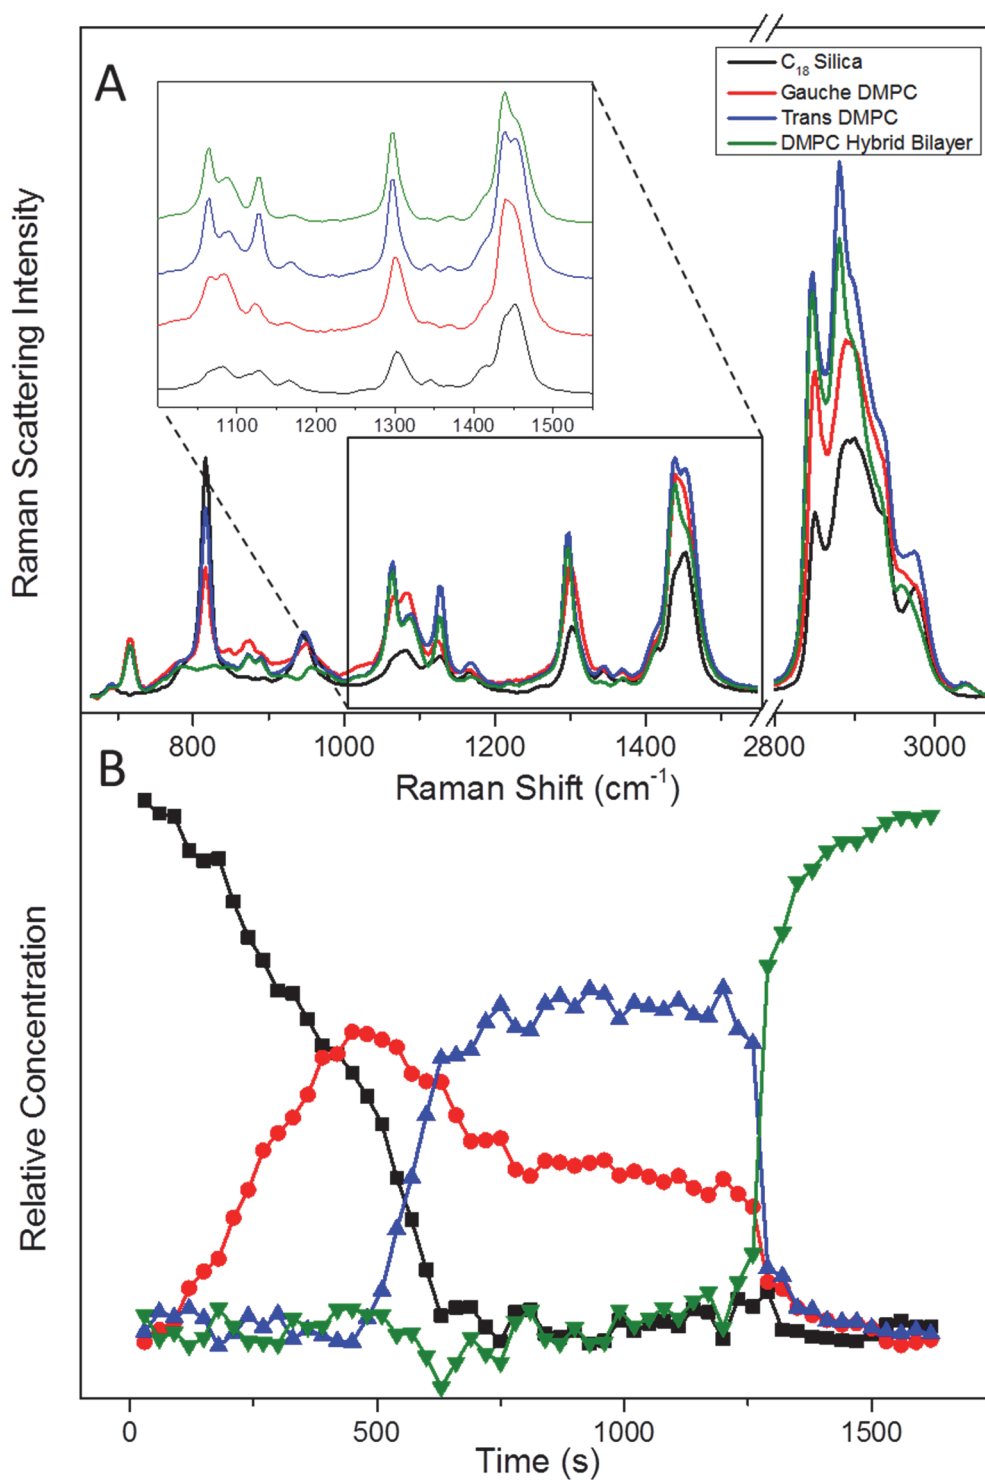 A
C18 Silica
Gauche DMPC
Trans DMPC
DMPC Hybrid Bilayer
1100 1200 1300 1400 1500
Raman Scattering Intensity
800 1000 1200 1400 2800 3000
Raman Shift (cm-1)
B
Relative Concentration
0 500 1000 1500
Time (s)